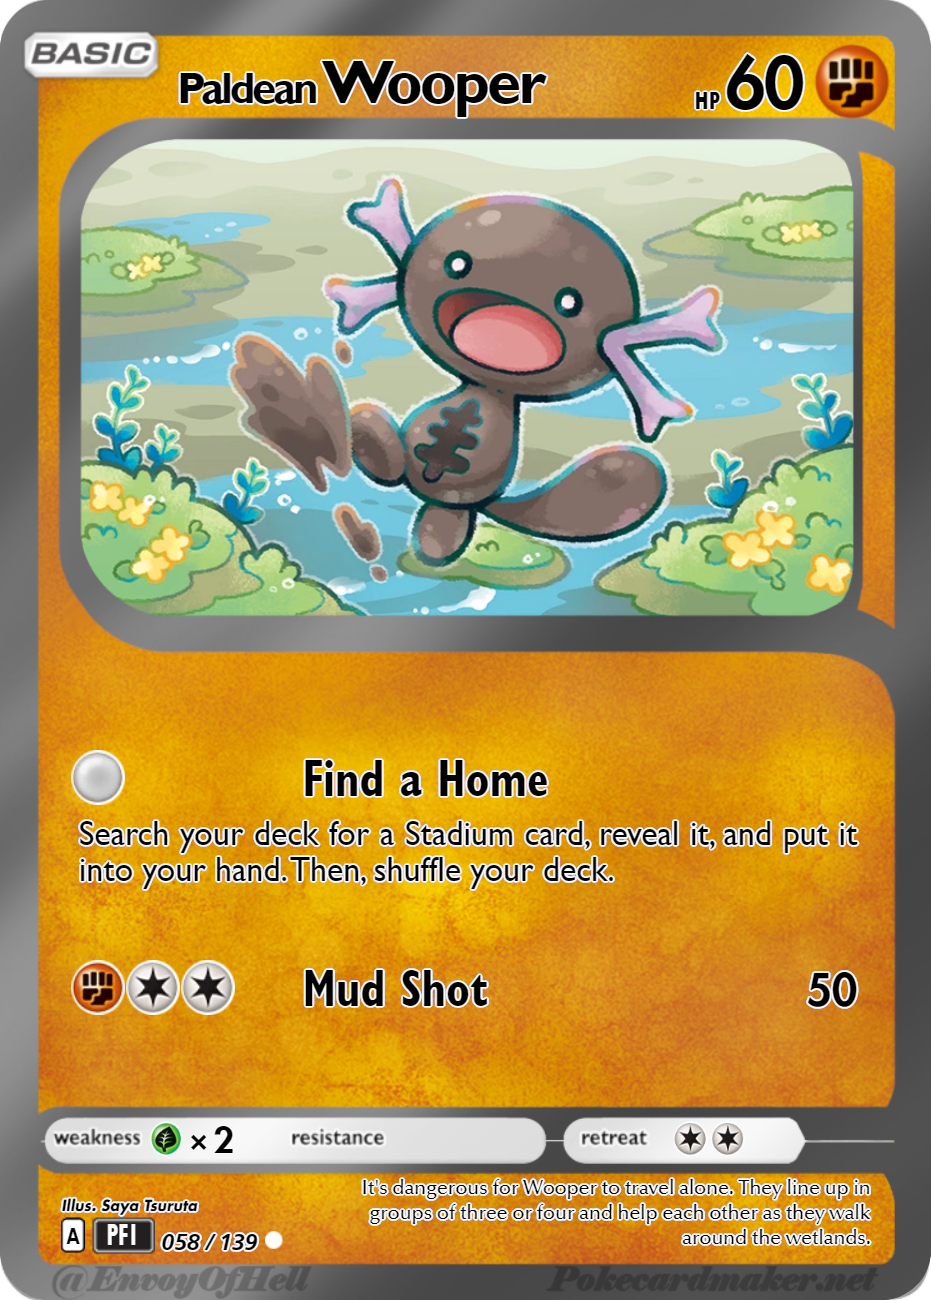 BASIC
Paldean Wooper
HP 60
Find a Home
Search your deck for a Stadium card, reveal it, and put it
into your hand. Then, shuffle your deck.
Mud Shot 50
weakness × 2 resistance retreat
Illus. Saya Tsuruta
It's dangerous for Wooper to travel alone. They line up in
groups of three or four and help each other as they walk
around the wetlands.
A PFI 058 / 139
@EnvoyOfHell Pokecardmaker.net